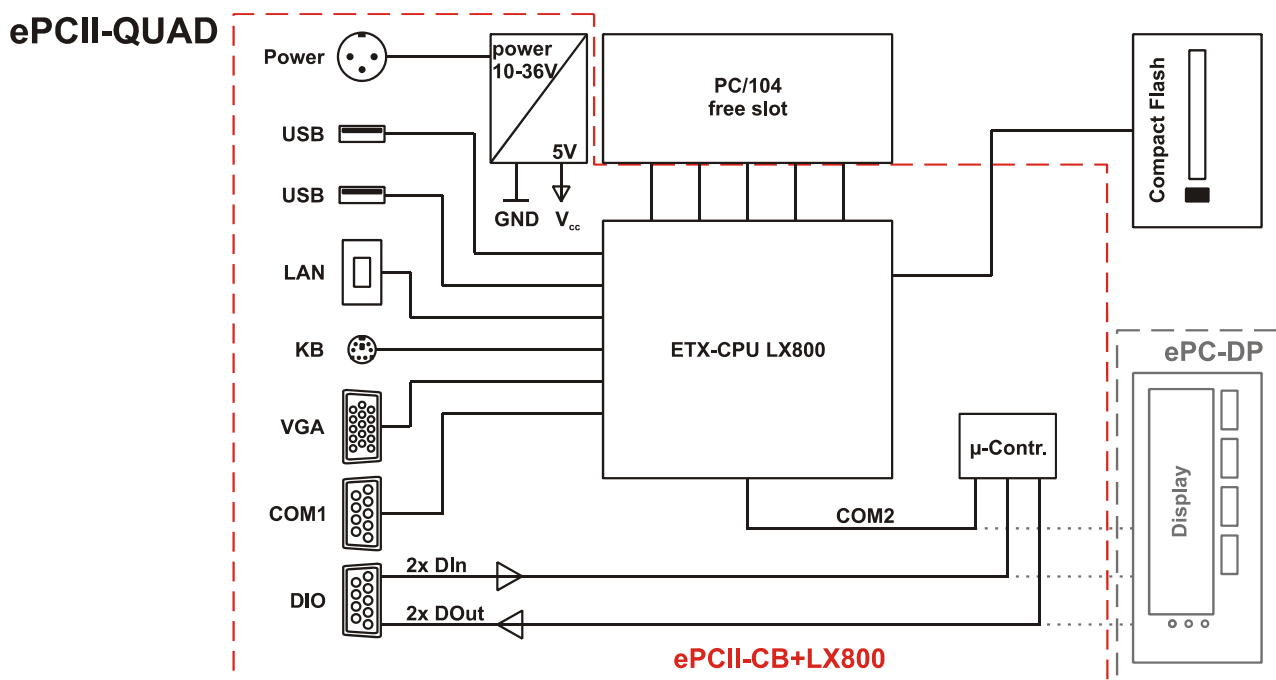 ePCII-QUAD
Power
power
10-36V
5V
GND
Vcc
PC/104
free slot
Compact Flash
USB
USB
LAN
KB
VGA
COM1
DIO
ETX-CPU LX800
ePC-DP
Display
µ-Contr.
COM2
2x DIn
2x DOut
ePCII-CB+LX800